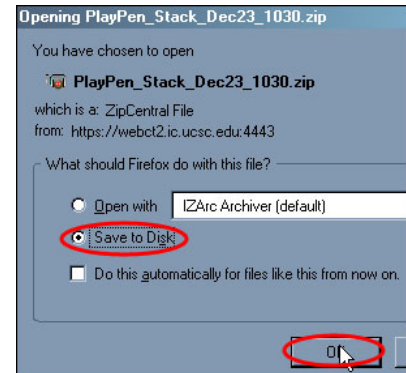 Opening PlayPen_Stack_Dec23_1030.zip
You have chosen to open
PlayPen_Stack_Dec23_1030.zip
which is a: ZipCentral File
from: https://webct2.ic.ucsc.edu:4443
What should Firefox do with this file?
Open with IZArc Archiver (default)
Save to Disk
Do this automatically for files like this from now on.
OK